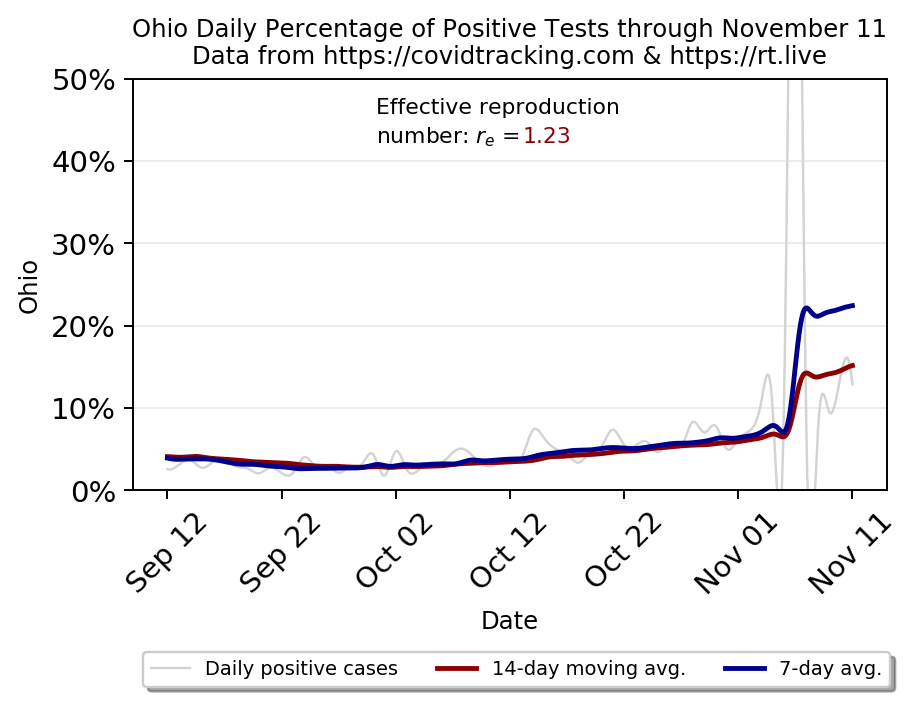 Ohio Daily Percentage of Positive Tests through November 11
Data from https://covidtracking.com & https://rt.live
Effective reproduction
number: rₑ =1.23
50%
40%
30%
20%
10%
0%
Ohio
Sep 12
Sep 22
Oct 02
Oct 12
Oct 22
Nov 01
Nov 11
Date
Daily positive cases
14-day moving avg.
7-day avg.